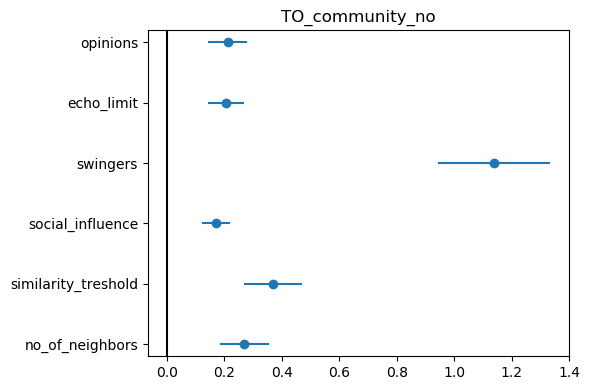 TO_community_no
opinions
echo_limit
swingers
social_influence
similarity_treshold
no_of_neighbors
0.0 0.2 0.4 0.6 0.8 1.0 1.2 1.4